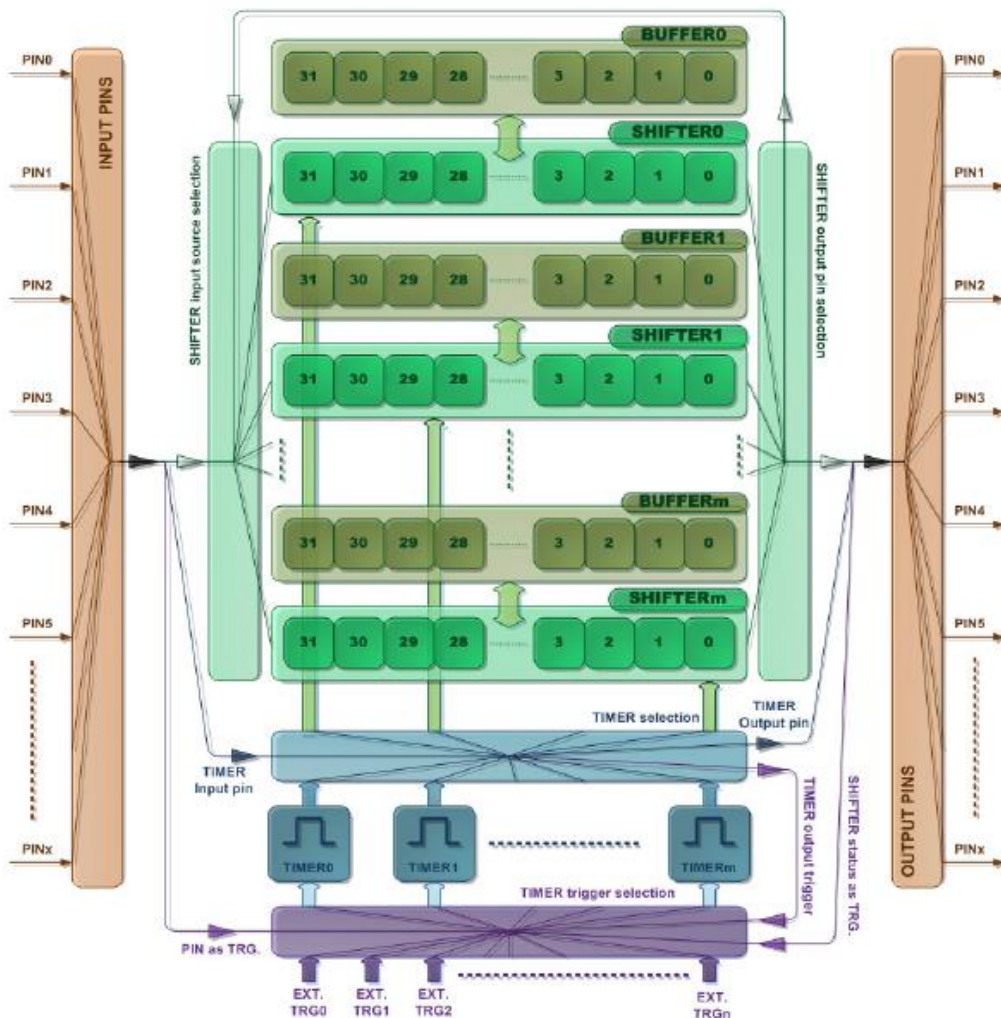 BUFFER0
31 30 29 28 3 2 1 0
SHIFTER0
31 30 29 28 3 2 1 0
BUFFER1
31 30 29 28 3 2 1 0
SHIFTER1
31 30 29 28 3 2 1 0
BUFFERm
31 30 29 28 3 2 1 0
SHIFTERm
31 30 29 28 3 2 1 0
INPUT PINS
PIN0
PIN1
PIN2
PIN3
PIN4
PIN5
PINx
SHIFTER input source selection
SHIFTER output pin selection
OUTPUT PINS
PIN0
PIN1
PIN2
PIN3
PIN4
PIN5
PINx
TIMER selection
TIMER
Output pin
TIMER
Input pin
TIMER output trigger
SHIFTER status as TRG.
TIMER0
TIMER1
TIMERm
TIMER trigger selection
PIN as TRG.
EXT.
TRG0
EXT.
TRG1
EXT.
TRG2
EXT.
TRGn